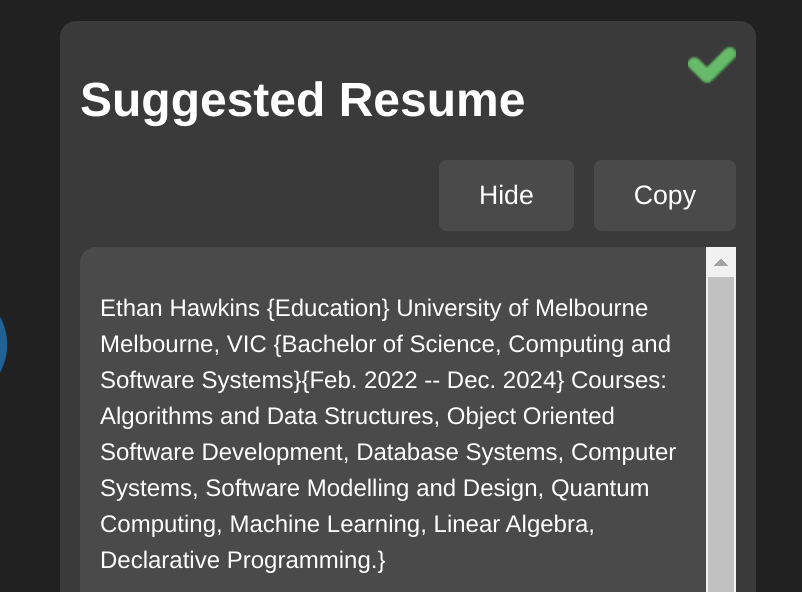 Suggested Resume
Hide Copy
Ethan Hawkins {Education} University of Melbourne
Melbourne, VIC {Bachelor of Science, Computing and
Software Systems}{Feb. 2022 -- Dec. 2024} Courses:
Algorithms and Data Structures, Object Oriented
Software Development, Database Systems, Computer
Systems, Software Modelling and Design, Quantum
Computing, Machine Learning, Linear Algebra,
Declarative Programming.}